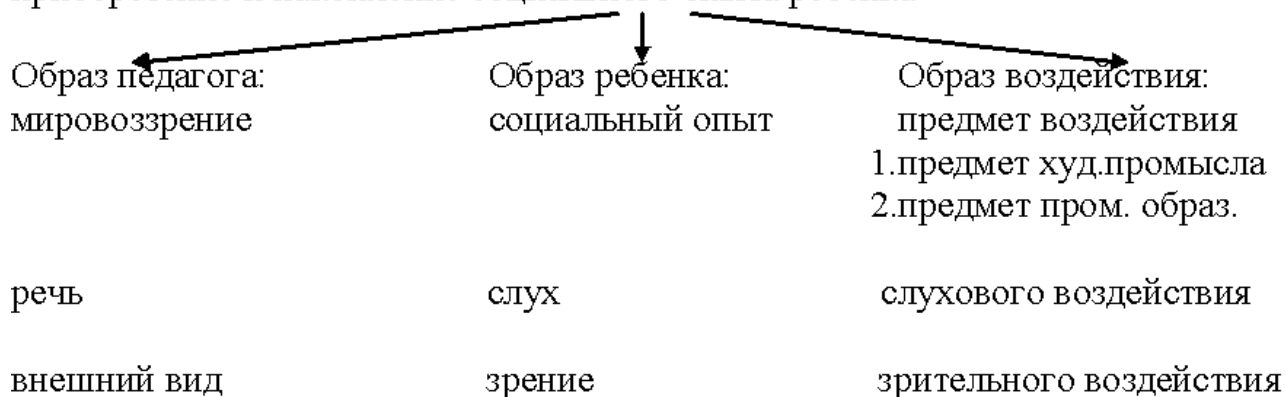 Образ педагога: Образ ребенка: Образ воздействия:
мировоззрение социальный опыт предмет воздействия
1.предмет худ.промысла
2.предмет пром. образ.
речь слух слухового воздействия
внешний вид зрение зрительного воздействия